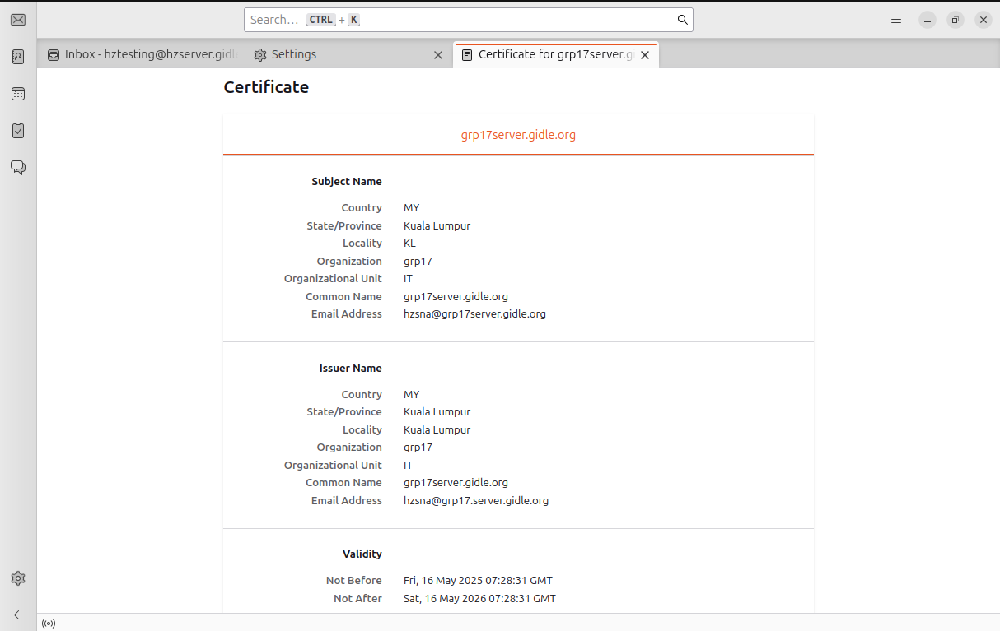 Search… CTRL + K
Inbox - hztesting@hzserver.gidl
Settings
Certificate for grp17server.g
Certificate
grp17server.gidle.org
Subject Name
Country MY
State/Province Kuala Lumpur
Locality KL
Organization grp17
Organizational Unit IT
Common Name grp17server.gidle.org
Email Address hzsna@grp17server.gidle.org
Issuer Name
Country MY
State/Province Kuala Lumpur
Locality Kuala Lumpur
Organization grp17
Organizational Unit IT
Common Name grp17server.gidle.org
Email Address hzsna@grp17.server.gidle.org
Validity
Not Before Fri, 16 May 2025 07:28:31 GMT
Not After Sat, 16 May 2026 07:28:31 GMT